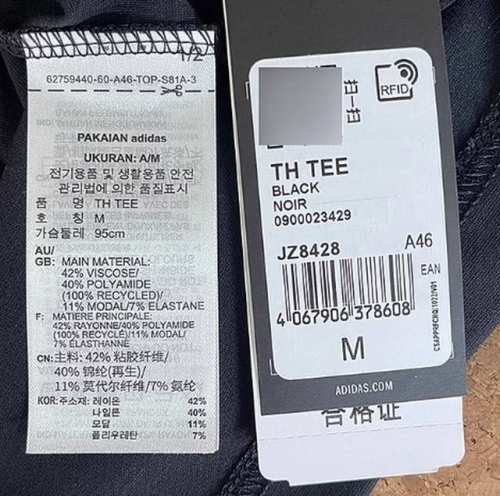 1/2
62759440-60-A46-TOP-S81A-3
PAKAIAN adidas
UKURAN: A/M
전기용품 및 생활용품 안전
관리법에 의한 품질표시
품 명 TH TEE
호 칭 M
가슴둘레 95cm
AU/
GB: MAIN MATERIAL:
42% VISCOSE/
40% POLYAMIDE
(100% RECYCLED)/
11% MODAL/7% ELASTANE
F: MATIERE PRINCIPALE:
42% RAYONNE/40% POLYAMIDE
(100% RECYCLE)/11% MODAL/
7% ELASTHANNE
CN:主料: 42% 粘胶纤维/
40% 锦纶(再生)/
11% 莫代尔纤维/7% 氨纶
KOR:주소재: 레이온 42%
나일론 40%
모달 11%
폴리우레탄 7%
扫一扫
RFID
TH TEE
BLACK
NOIR
0900023429
JZ8428 A46
EAN
4 067906 378608
M
ADIDAS.COM
合格证